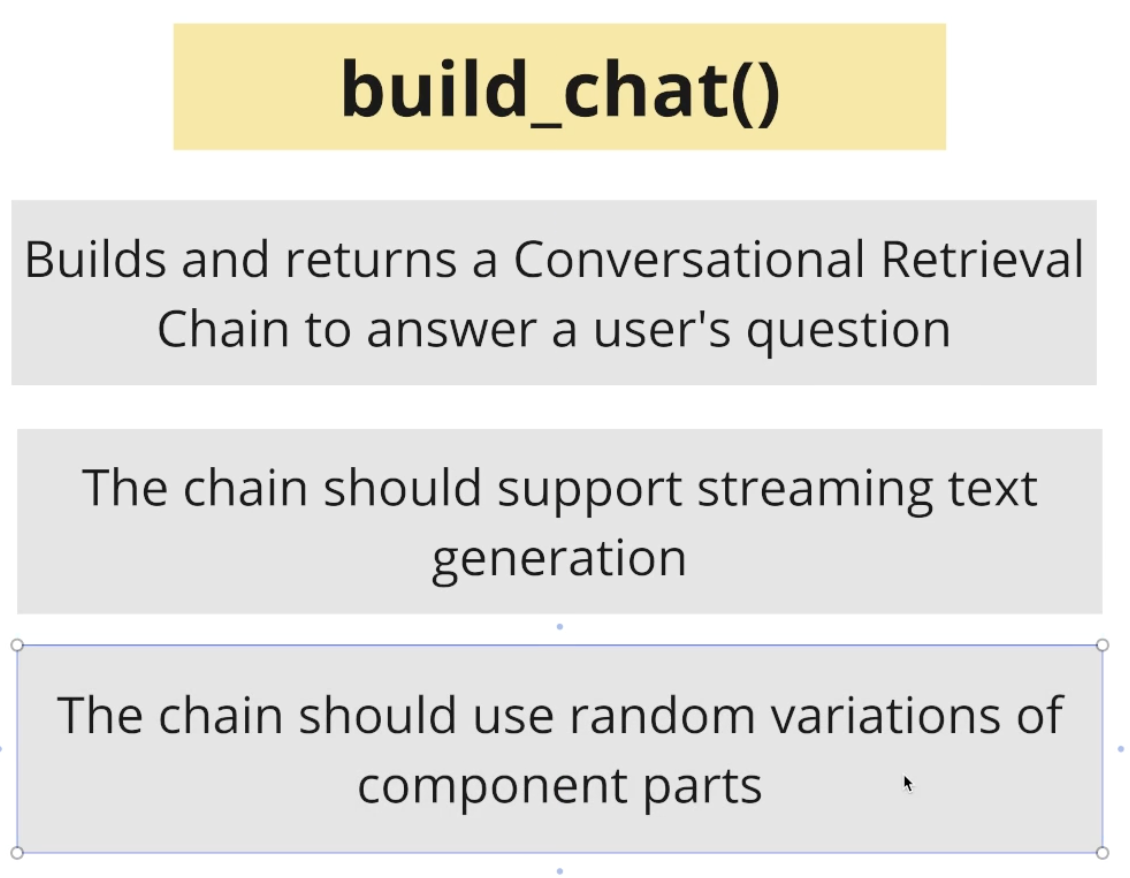 build_chat()
Builds and returns a Conversational Retrieval
Chain to answer a user's question
The chain should support streaming text
generation
The chain should use random variations of
component parts